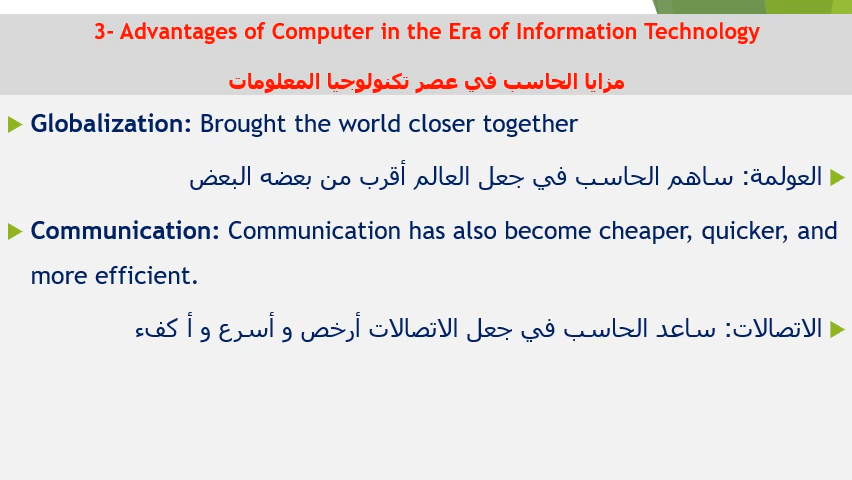 3- Advantages of Computer in the Era of Information Technology
مزايا الحاسب في عصر تكنولوجيا المعلومات
Globalization: Brought the world closer together
العولمة: ساهم الحاسب في جعل العالم أقرب من بعضه البعض
Communication: Communication has also become cheaper, quicker, and
more efficient.
الاتصالات: ساعد الحاسب في جعل الاتصالات أرخص و أسرع و أ كفء